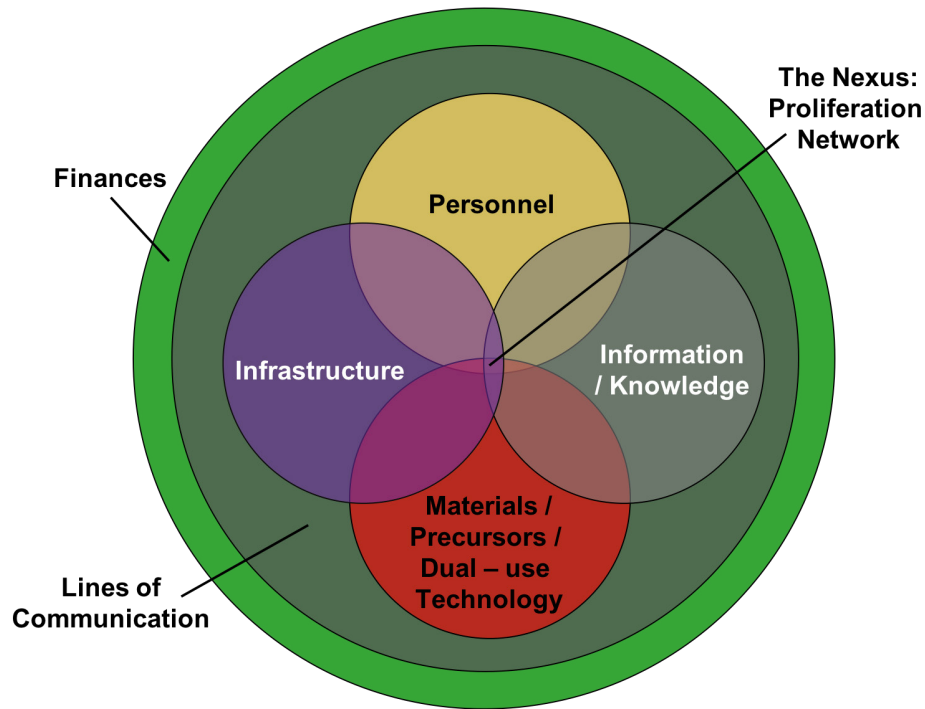 The Nexus:
Proliferation
Network
Finances
Personnel
Infrastructure
Information
/ Knowledge
Materials /
Precursors /
Dual – use
Technology
Lines of
Communication